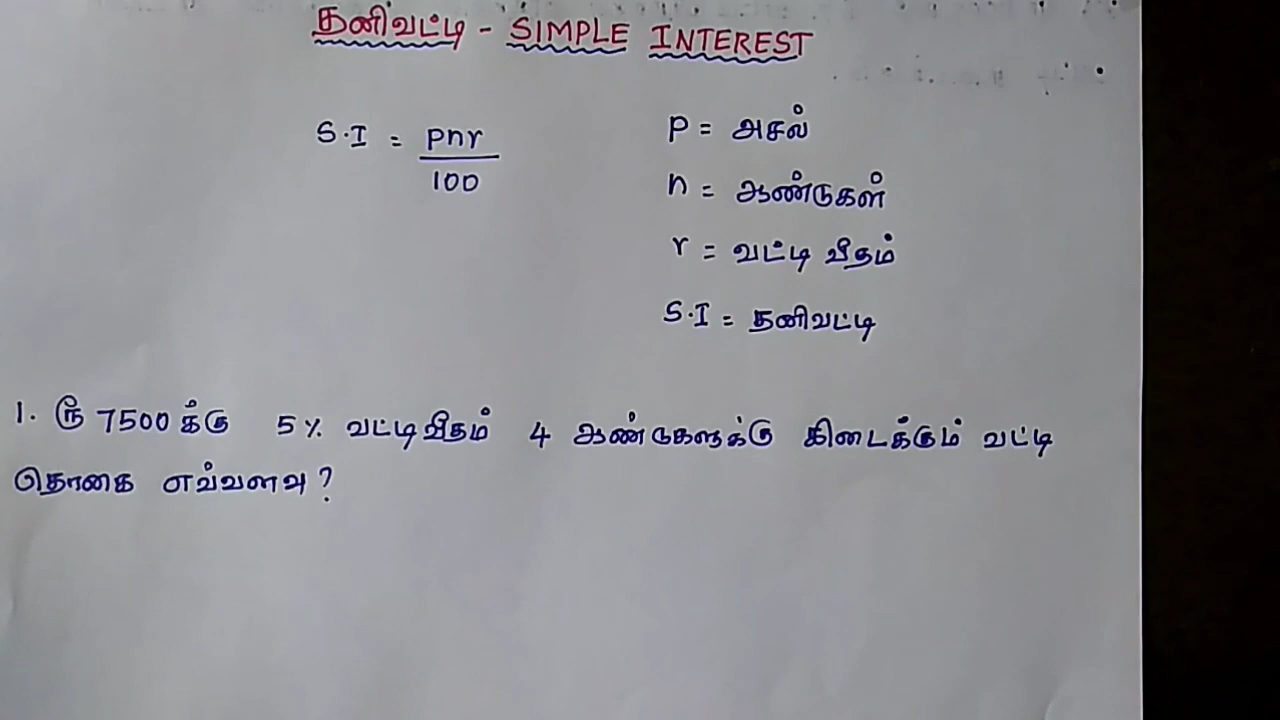 தனிவட்டி - SIMPLE INTEREST
S.I = pnr
100
P = அசல்
n = ஆண்டுகள்
r = வட்டி வீதம்
S.I = தனிவட்டி
1. ரூ 7500 க்கு 5% வட்டிவீதம் 4 ஆண்டுகளுக்கு கிடைக்கும் வட்டி
தொகை எவ்வளவு?